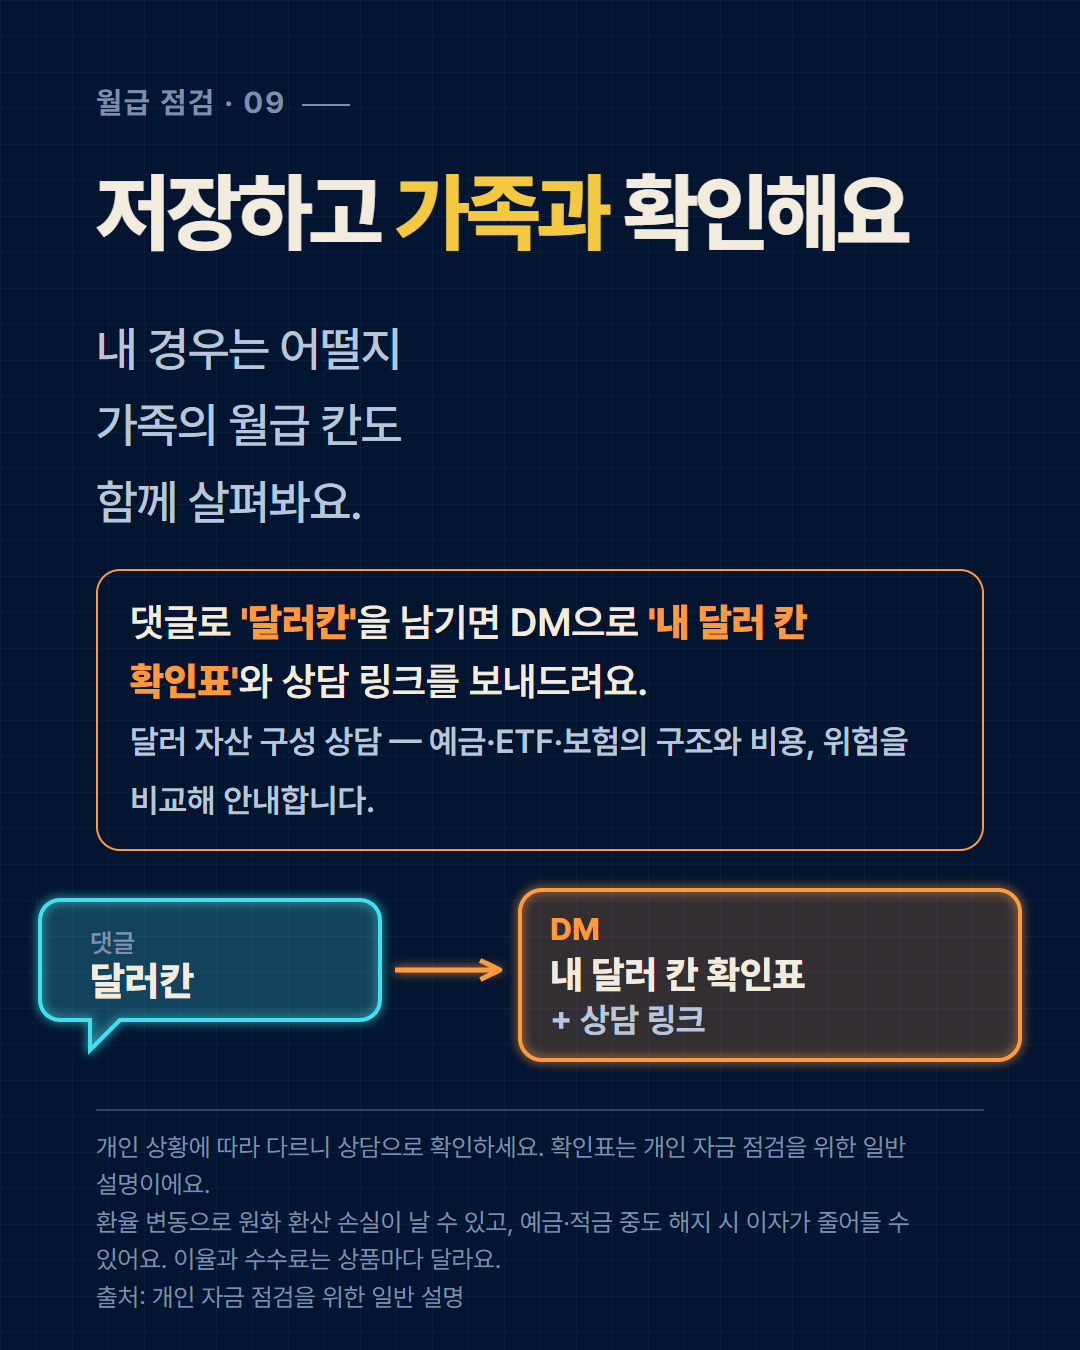 월급 점검 · 09
저장하고 가족과 확인해요
내 경우는 어떨지
가족의 월급 칸도
함께 살펴봐요.
댓글로 '달러칸'을 남기면 DM으로 '내 달러 칸
확인표'와 상담 링크를 보내드려요.
달러 자산 구성 상담 — 예금·ETF·보험의 구조와 비용, 위험을
비교해 안내합니다.
댓글
달러칸
DM
내 달러 칸 확인표
+ 상담 링크
개인 상황에 따라 다르니 상담으로 확인하세요. 확인표는 개인 자금 점검을 위한 일반
설명이에요.
환율 변동으로 원화 환산 손실이 날 수 있고, 예금·적금 중도 해지 시 이자가 줄어들 수
있어요. 이율과 수수료는 상품마다 달라요.
출처: 개인 자금 점검을 위한 일반 설명